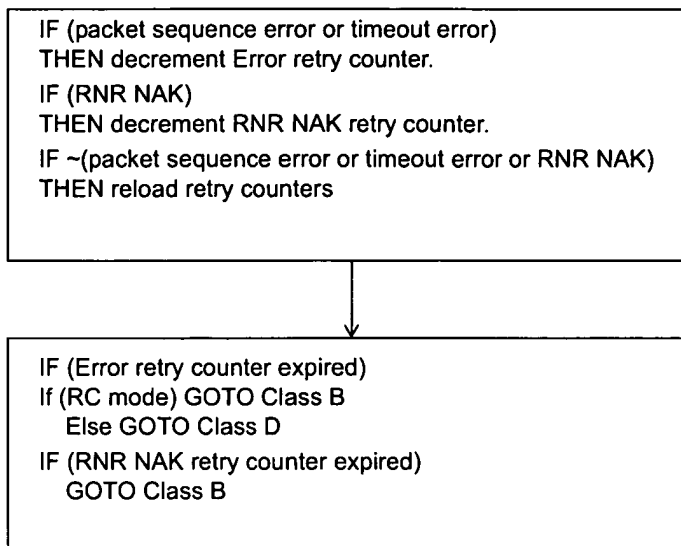 IF (packet sequence error or timeout error)
THEN decrement Error retry counter.
IF (RNR NAK)
THEN decrement RNR NAK retry counter.
IF ~(packet sequence error or timeout error or RNR NAK)
THEN reload retry counters
IF (Error retry counter expired)
If (RC mode) GOTO Class B
Else GOTO Class D
IF (RNR NAK retry counter expired)
GOTO Class B